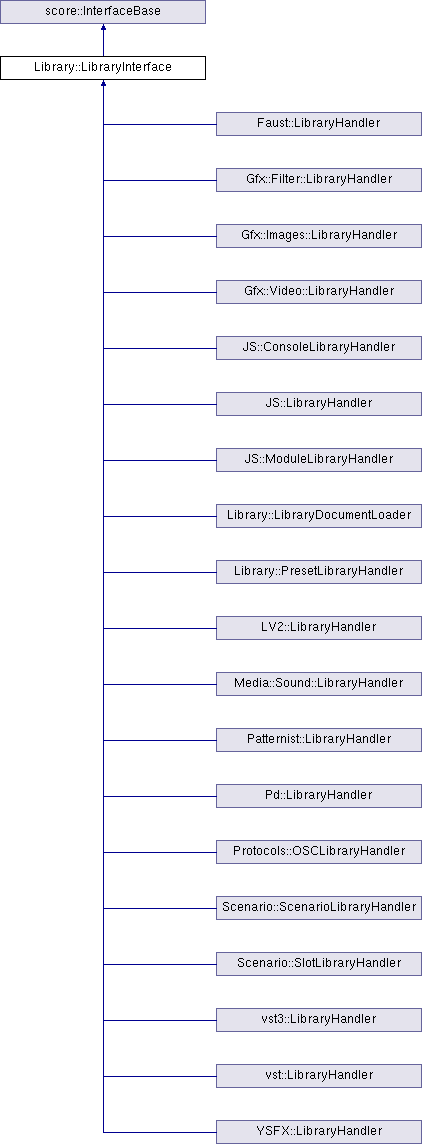 score::InterfaceBase
Library::LibraryInterface
Faust::LibraryHandler
Gfx::Filter::LibraryHandler
Gfx::Images::LibraryHandler
Gfx::Video::LibraryHandler
JS::ConsoleLibraryHandler
JS::LibraryHandler
JS::ModuleLibraryHandler
Library::LibraryDocumentLoader
Library::PresetLibraryHandler
LV2::LibraryHandler
Media::Sound::LibraryHandler
Patternist::LibraryHandler
Pd::LibraryHandler
Protocols::OSCLibraryHandler
Scenario::ScenarioLibraryHandler
Scenario::SlotLibraryHandler
vst3::LibraryHandler
vst::LibraryHandler
YSFX::LibraryHandler